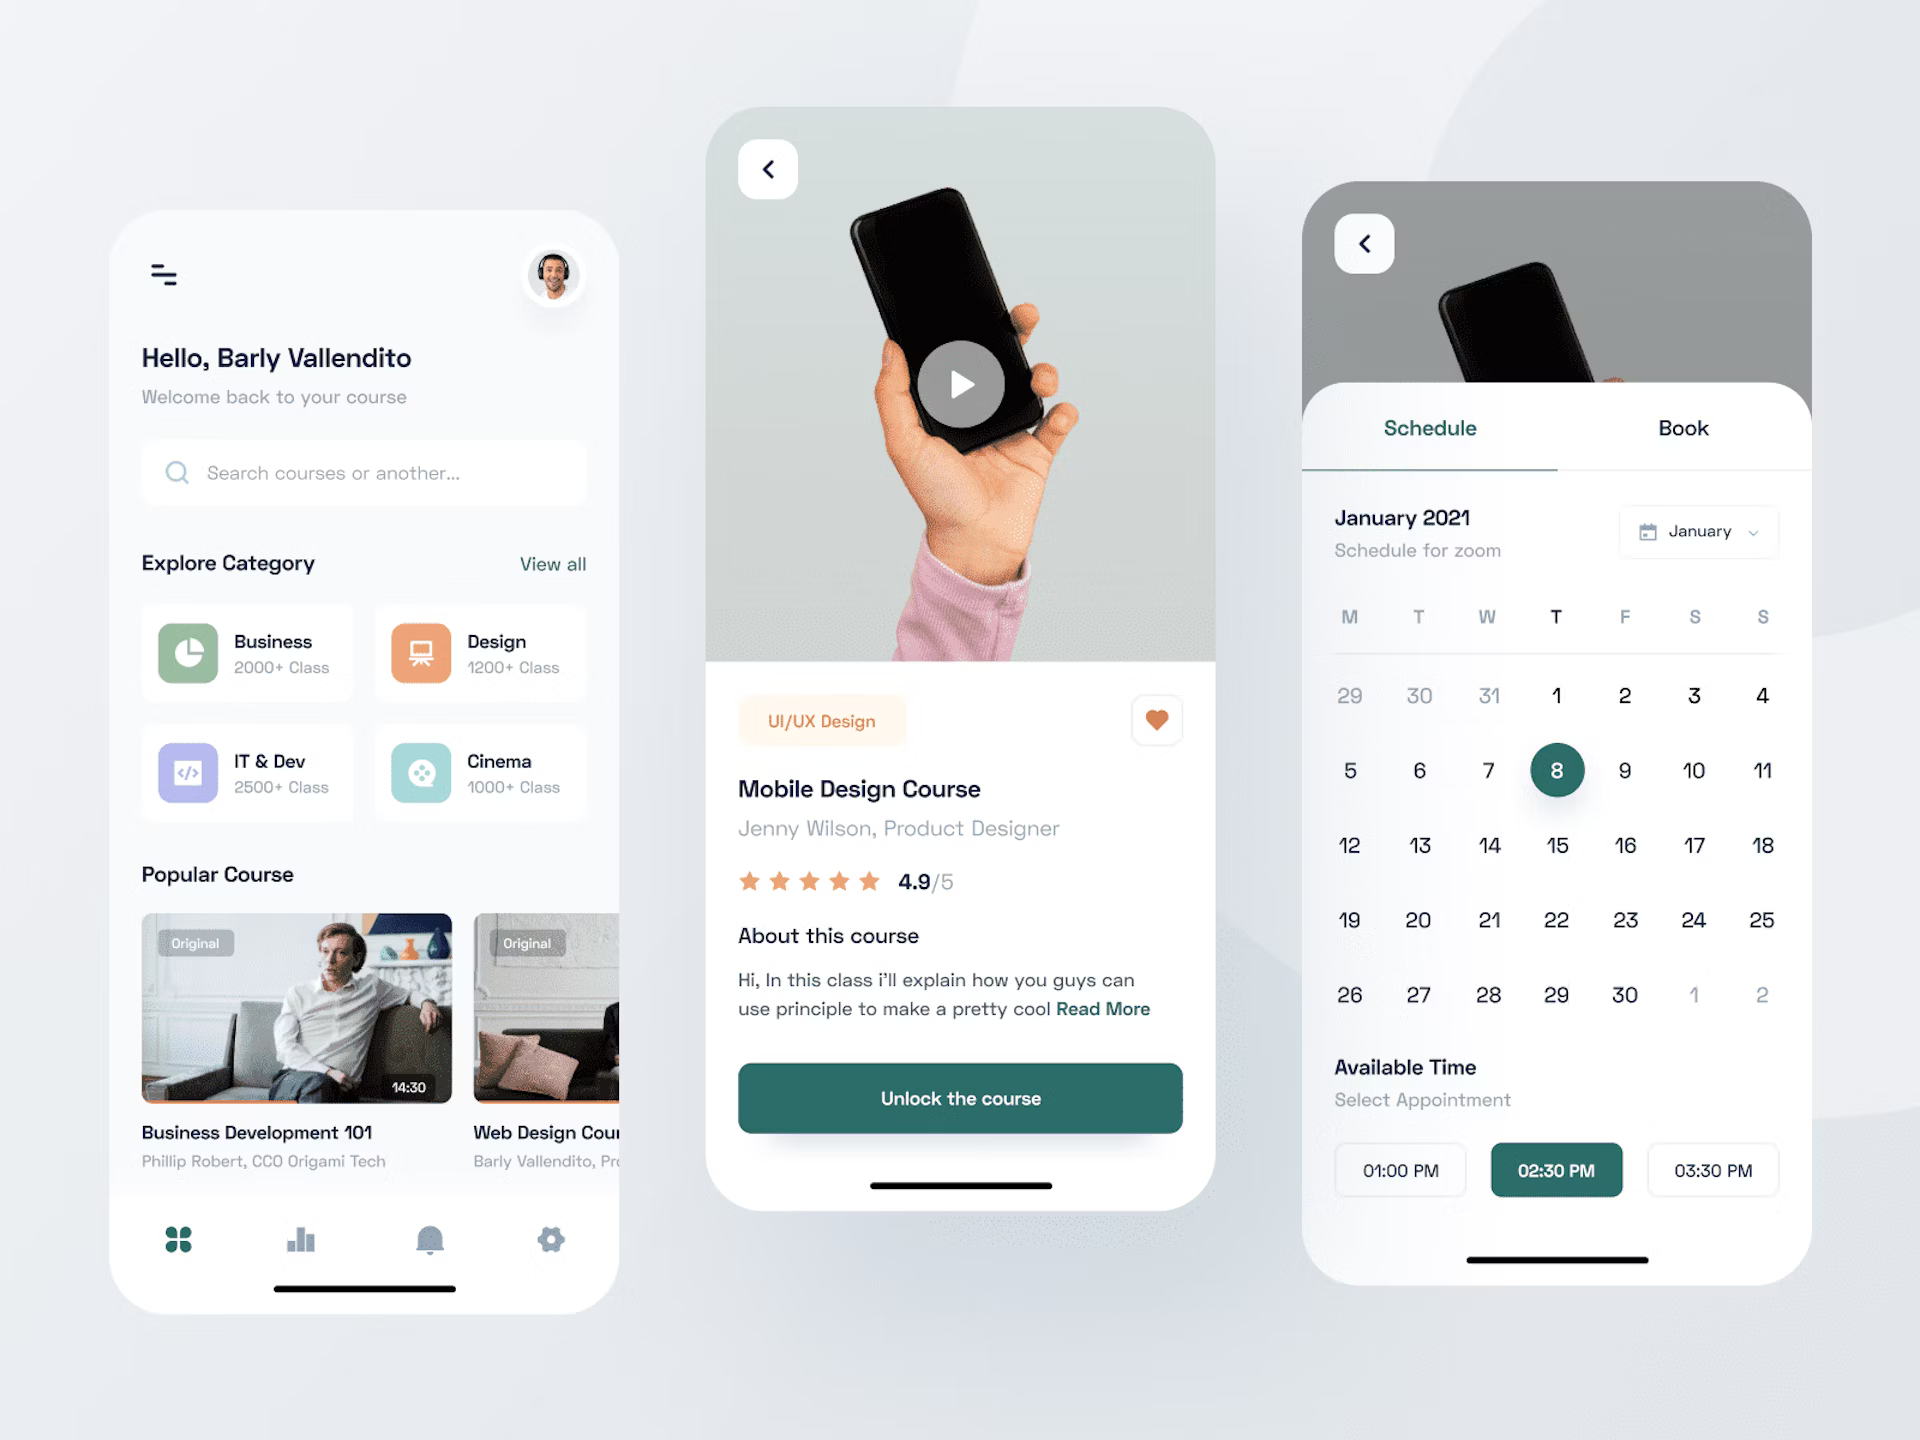 Hello, Barly Vallendito
Welcome back to your course
Search courses or another...
Explore Category
View all
Business
2000+ Class
Design
1200+ Class
IT & Dev
2500+ Class
Cinema
1000+ Class
Popular Course
Original
14:30
Business Development 101
Phillip Robert, CCO Origami Tech
Original
Web Design Cour
Barly Vallendito, Pro
UI/UX Design
Mobile Design Course
Jenny Wilson, Product Designer
4.9/5
About this course
Hi, In this class i'll explain how you guys can
use principle to make a pretty cool Read More
Unlock the course
Schedule
Book
January 2021
Schedule for zoom
January
M T W T F S S
29 30 31 1 2 3 4
5 6 7 8 9 10 11
12 13 14 15 16 17 18
19 20 21 22 23 24 25
26 27 28 29 30 1 2
Available Time
Select Appointment
01:00 PM
02:30 PM
03:30 PM